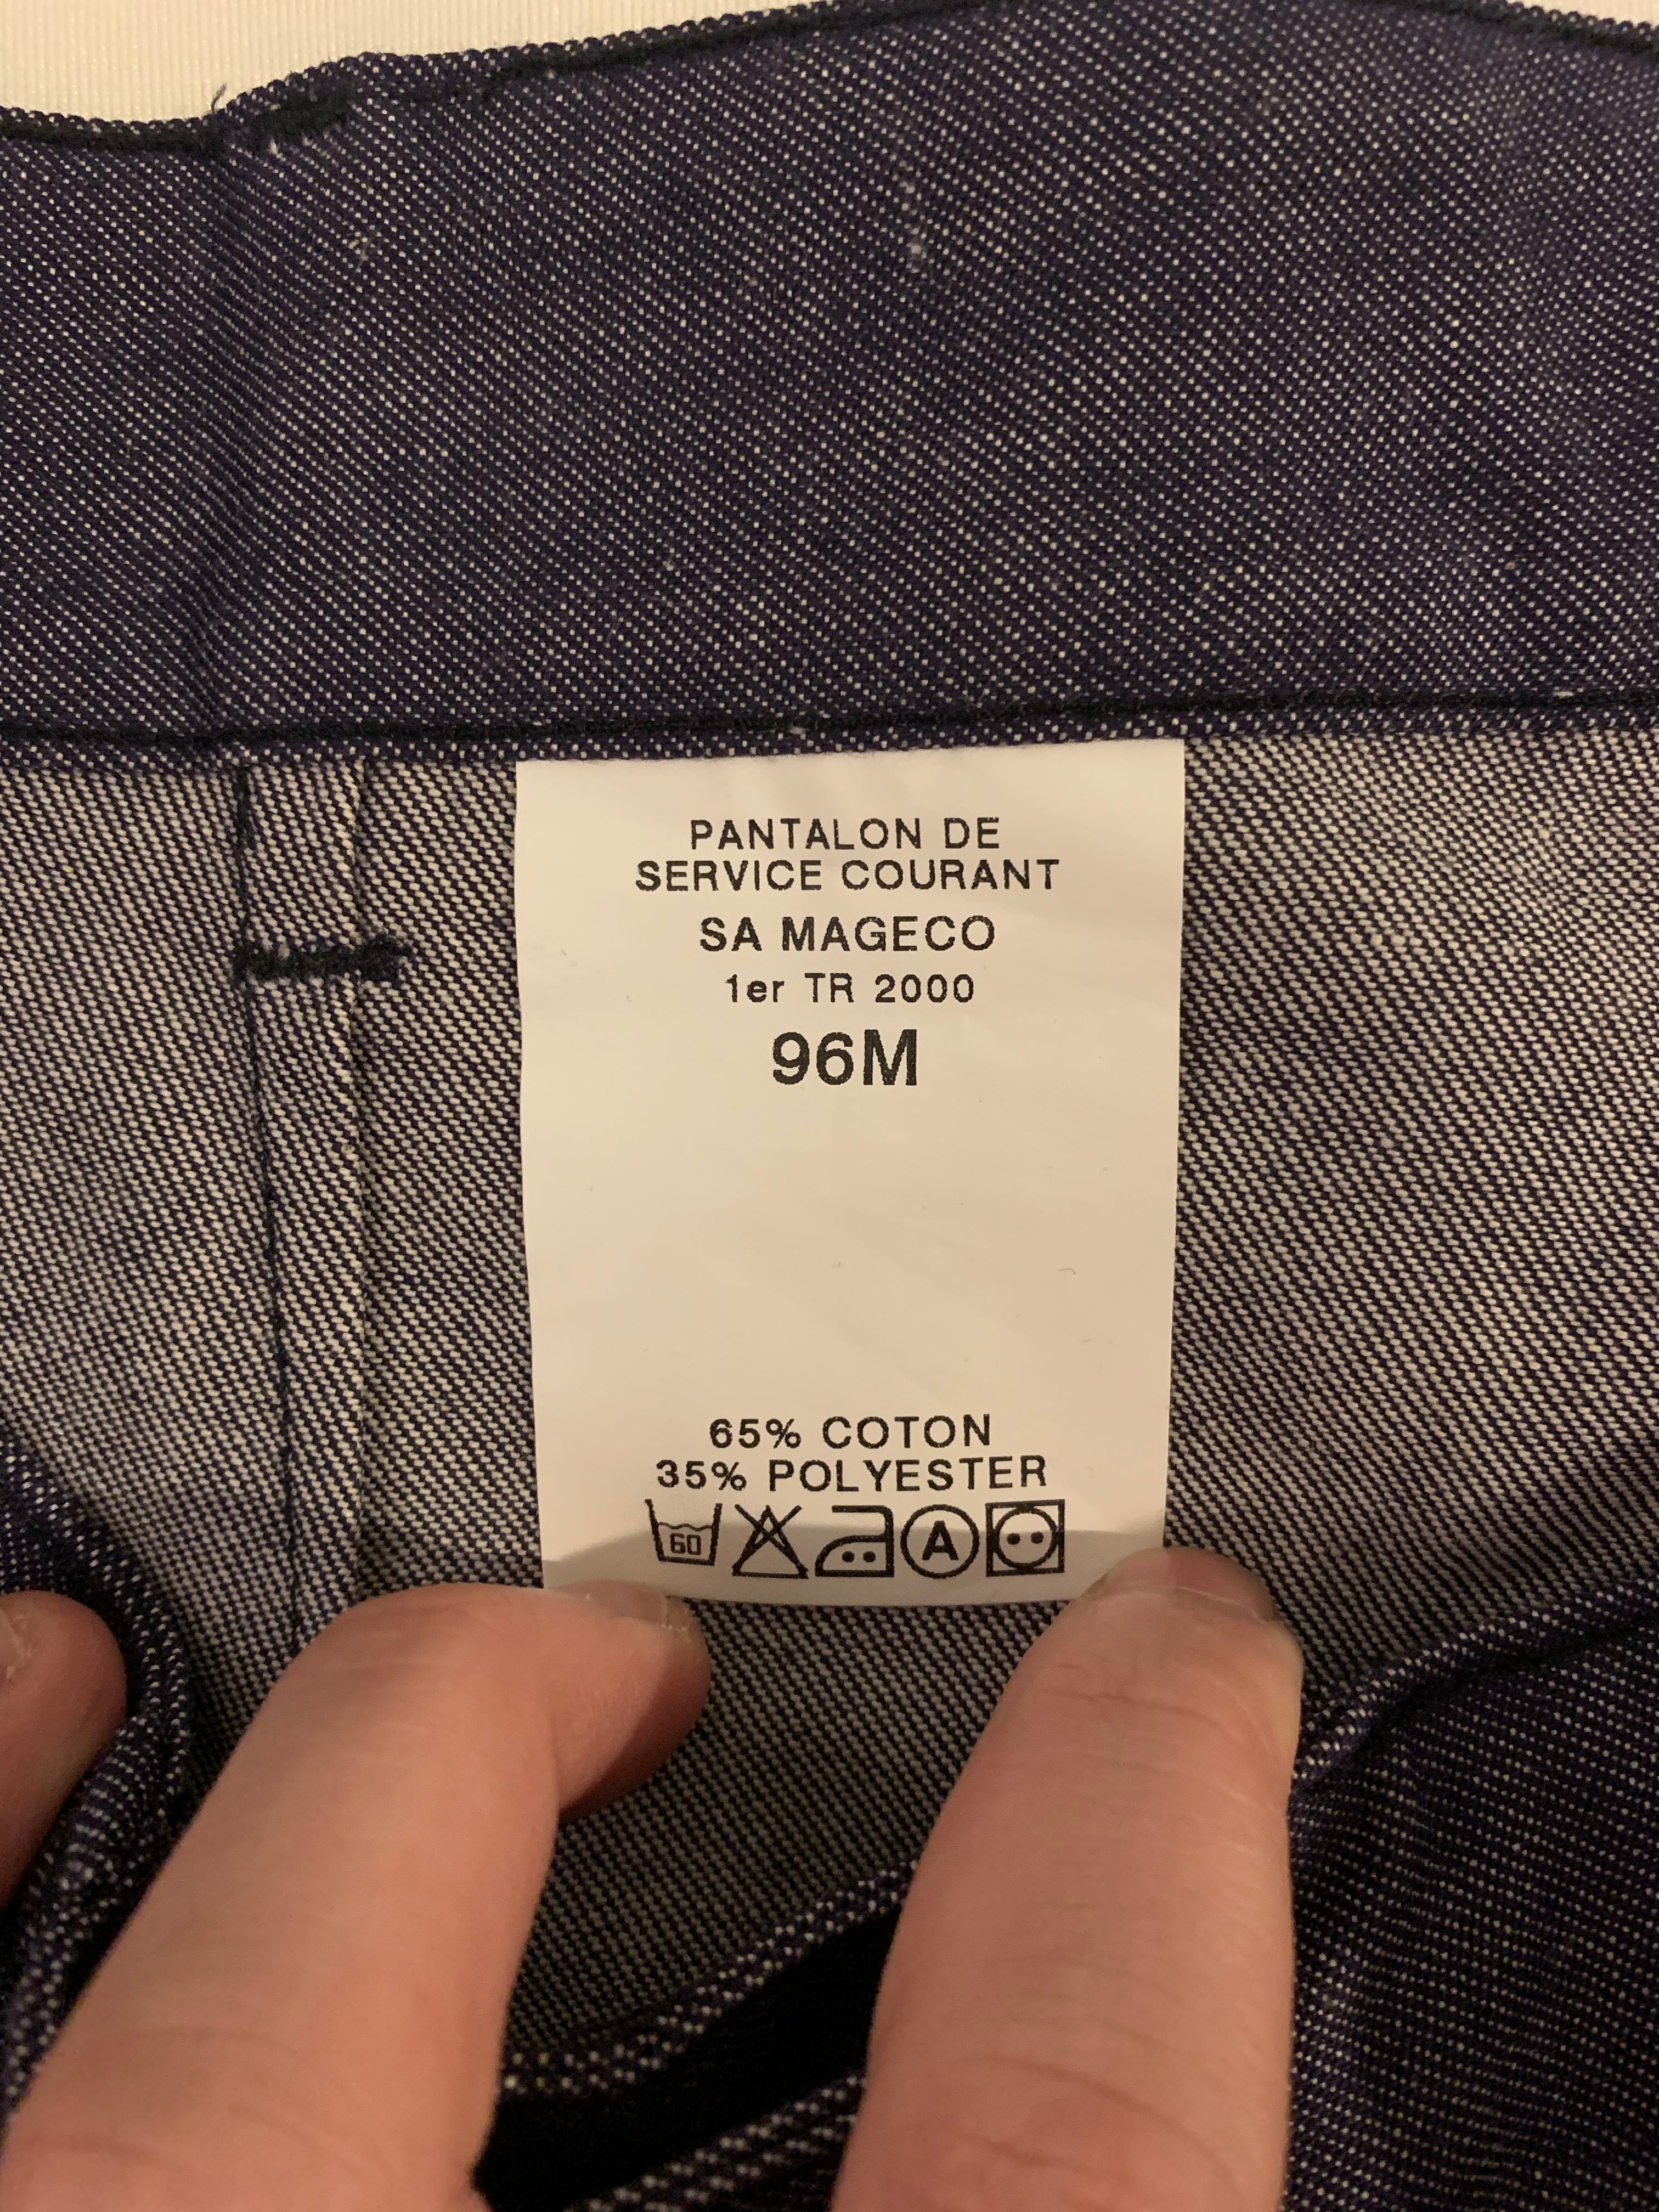 PANTALON DE
SERVICE COURANT
SA MAGECO
1er TR 2000
96M
65% COTON
35% POLYESTER
60 A